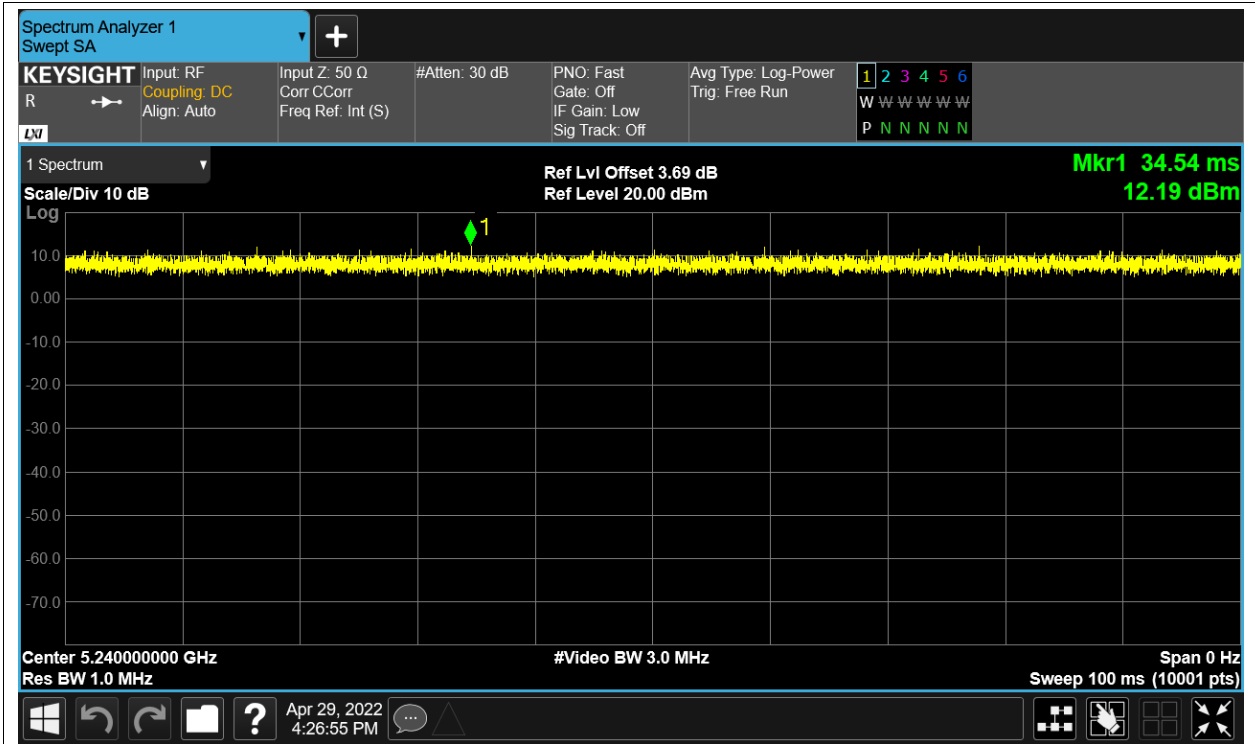 Spectrum Analyzer 1
Swept SA
KEYSIGHT
R
LXI
Input: RF
Coupling: DC
Align: Auto
Input Z: 50 Ω
Corr CCorr
Freq Ref: Int (S)
#Atten: 30 dB
PNO: Fast
Gate: Off
IF Gain: Low
Sig Track: Off
Avg Type: Log-Power
Trig: Free Run
1 2 3 4 5 6
W W W W W W
P N N N N N
1 Spectrum
Scale/Div 10 dB
Log
Ref Lvl Offset 3.69 dB
Ref Level 20.00 dBm
Mkr1 34.54 ms
12.19 dBm
1
10.0
0.00
-10.0
-20.0
-30.0
-40.0
-50.0
-60.0
-70.0
Center 5.240000000 GHz
Res BW 1.0 MHz
#Video BW 3.0 MHz
Span 0 Hz
Sweep 100 ms (10001 pts)
?
Apr 29, 2022
4:26:55 PM